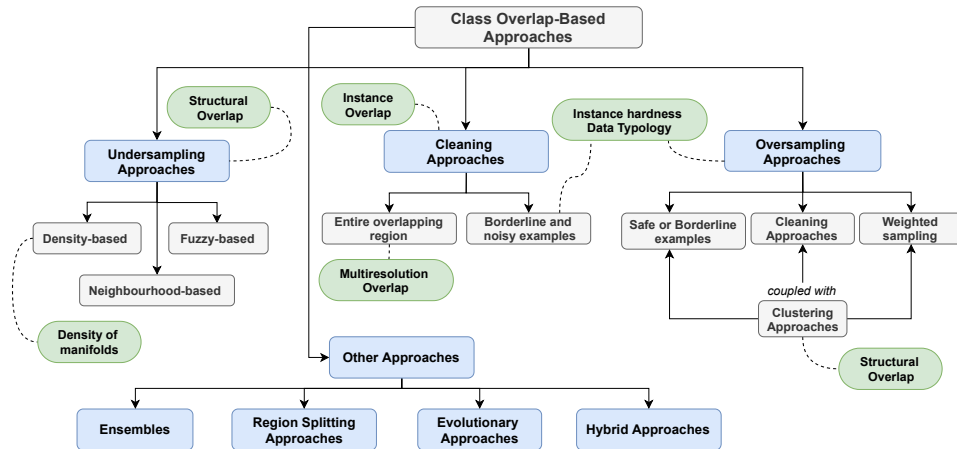 Class Overlap-Based
Approaches
Structural
Overlap
Instance
Overlap
Instance hardness
Data Typology
Undersampling
Approaches
Cleaning
Approaches
Oversampling
Approaches
Density-based
Fuzzy-based
Neighbourhood-based
Entire overlapping
region
Borderline and
noisy examples
Safe or Borderline
examples
Cleaning
Approaches
Weighted
sampling
Multiresolution
Overlap
coupled with
Clustering
Approaches
Density of
manifolds
Structural
Overlap
Other Approaches
Ensembles
Region Splitting
Approaches
Evolutionary
Approaches
Hybrid Approaches